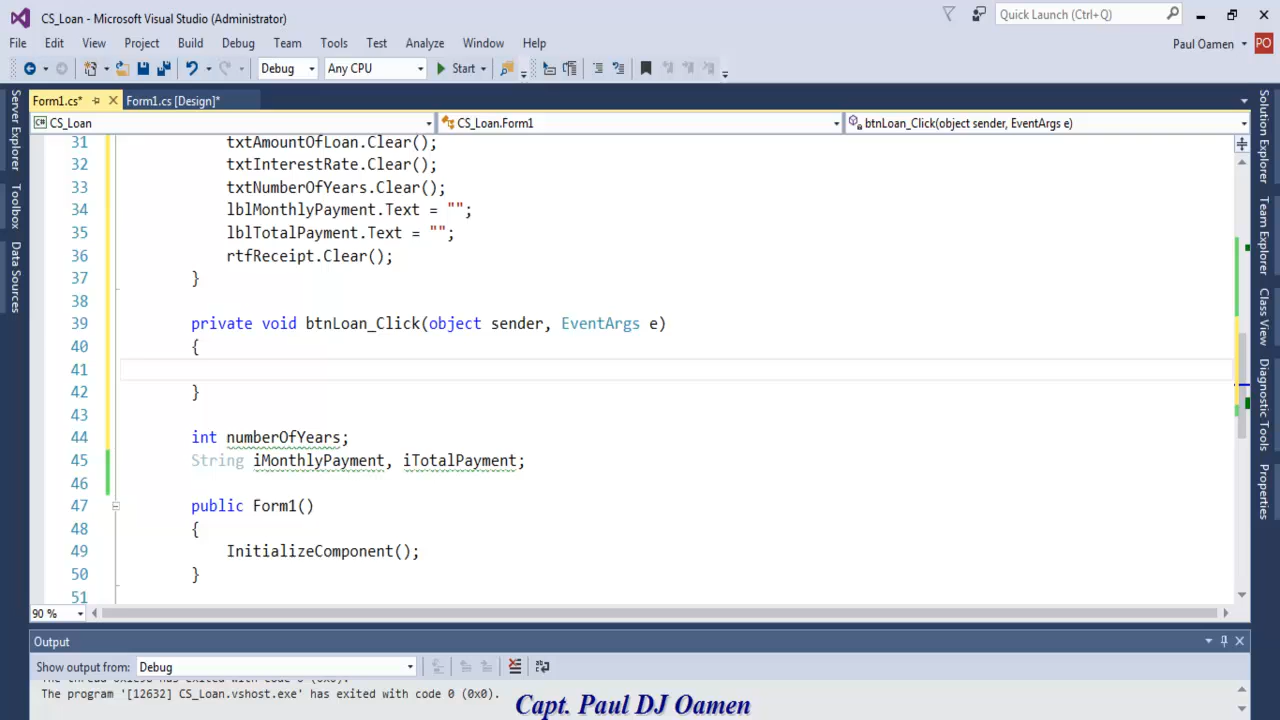 CS_Loan - Microsoft Visual Studio (Administrator)
Quick Launch (Ctrl+Q)
File Edit View Project Build Debug Team Tools Test Analyze Window Help
Paul Oamen PO
Debug Any CPU Start
Form1.cs* Form1.cs [Design]*
CS_Loan CS_Loan.Form1 btnLoan_Click(object sender, EventArgs e)
Server Explorer
Toolbox
Data Sources
31 txtAmountOfLoan.Clear();
32 txtInterestRate.Clear();
33 txtNumberOfYears.Clear();
34 lblMonthlyPayment.Text = "";
35 lblTotalPayment.Text = "";
36 rtfReceipt.Clear();
37 }
38
39 private void btnLoan_Click(object sender, EventArgs e)
40 {
41
42 }
43
44 int numberOfYears;
45 String iMonthlyPayment, iTotalPayment;
46
47 public Form1()
48 {
49 InitializeComponent();
50 }
51
Solution Explorer
Team Explorer
Class View
Diagnostic Tools
Properties
90 %
Output
Show output from: Debug
The program '[12632] CS_Loan.vshost.exe' has exited with code 0 (0x0).
Capt. Paul DJ Oamen